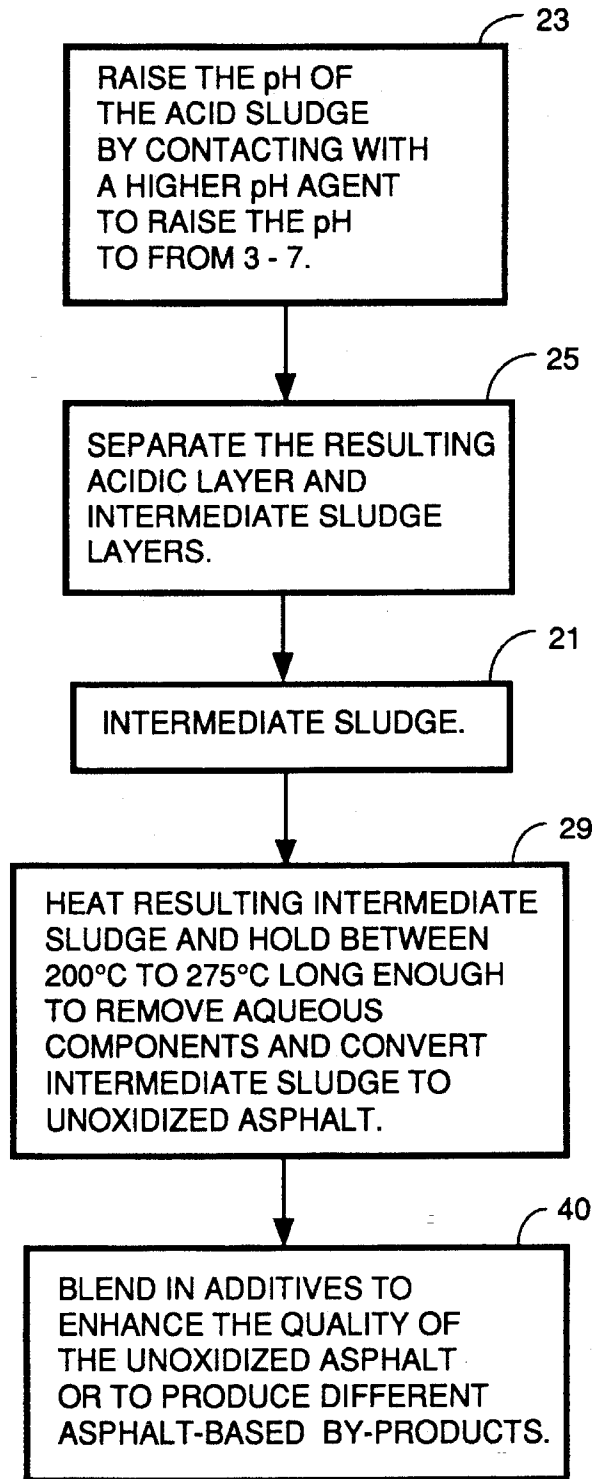 23
RAISE THE pH OF
THE ACID SLUDGE
BY CONTACTING WITH
A HIGHER pH AGENT
TO RAISE THE pH
TO FROM 3 - 7.
25
SEPARATE THE RESULTING
ACIDIC LAYER AND
INTERMEDIATE SLUDGE
LAYERS.
21
INTERMEDIATE SLUDGE.
29
HEAT RESULTING INTERMEDIATE
SLUDGE AND HOLD BETWEEN
200°C TO 275°C LONG ENOUGH
TO REMOVE AQUEOUS
COMPONENTS AND CONVERT
INTERMEDIATE SLUDGE TO
UNOXIDIZED ASPHALT.
40
BLEND IN ADDITIVES TO
ENHANCE THE QUALITY OF
THE UNOXIDIZED ASPHALT
OR TO PRODUCE DIFFERENT
ASPHALT-BASED BY-PRODUCTS.